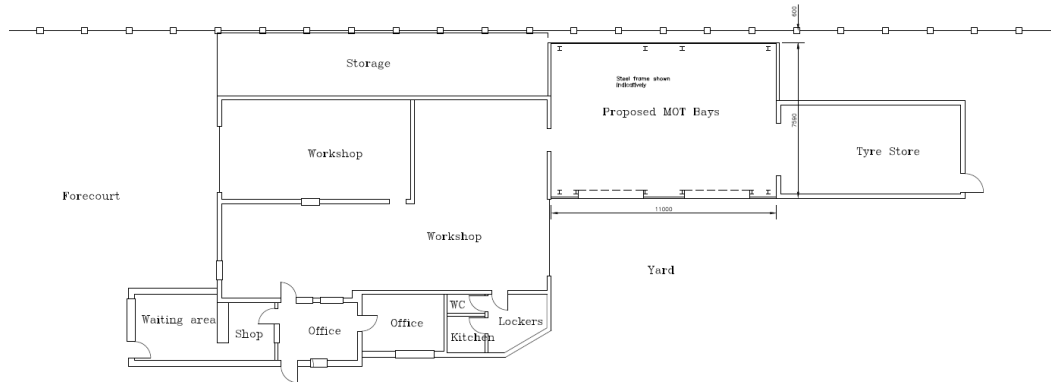 600
Storage
Steel frame shown
indicatively
Proposed MOT Bays
7590
Workshop
Tyre Store
Forecourt
11000
Workshop
Yard
WC
Waiting area
Shop
Office
Office
Kitchen
Lockers